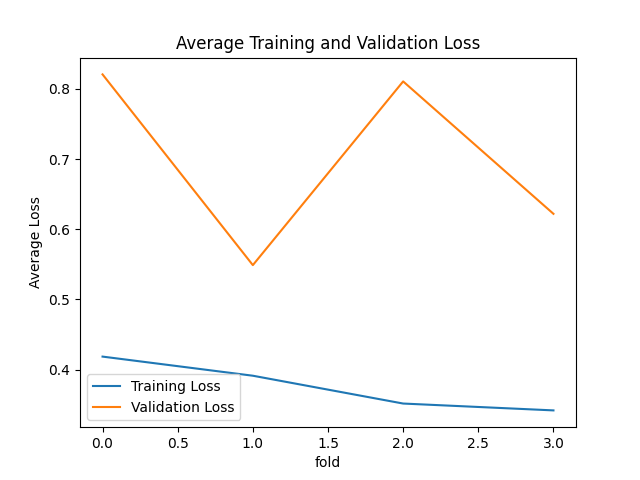 Average Training and Validation Loss
Average Loss
0.8
0.7
0.6
0.5
0.4
Training Loss
Validation Loss
0.0 0.5 1.0 1.5 2.0 2.5 3.0
fold